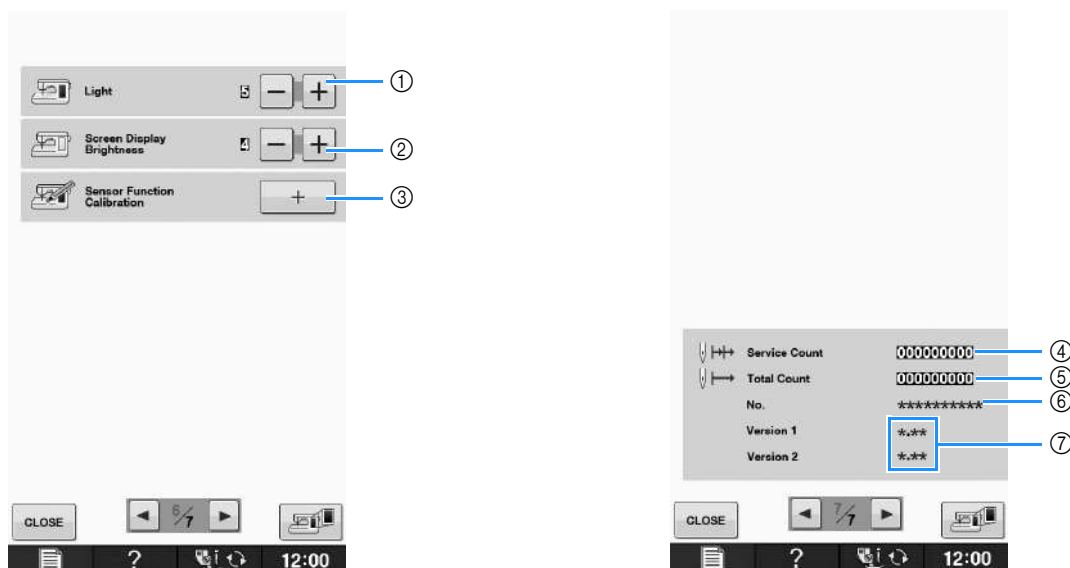 Light 5 − + ①
Screen Display
Brightness 4 − + ②
Sensor Function
Calibration + ③
CLOSE 6/7
? 12:00
Service Count 000000000 ④
Total Count 000000000 ⑤
No. ********** ⑥
Version 1 *.**
Version 2 *.** ⑦
CLOSE 7/7
? 12:00